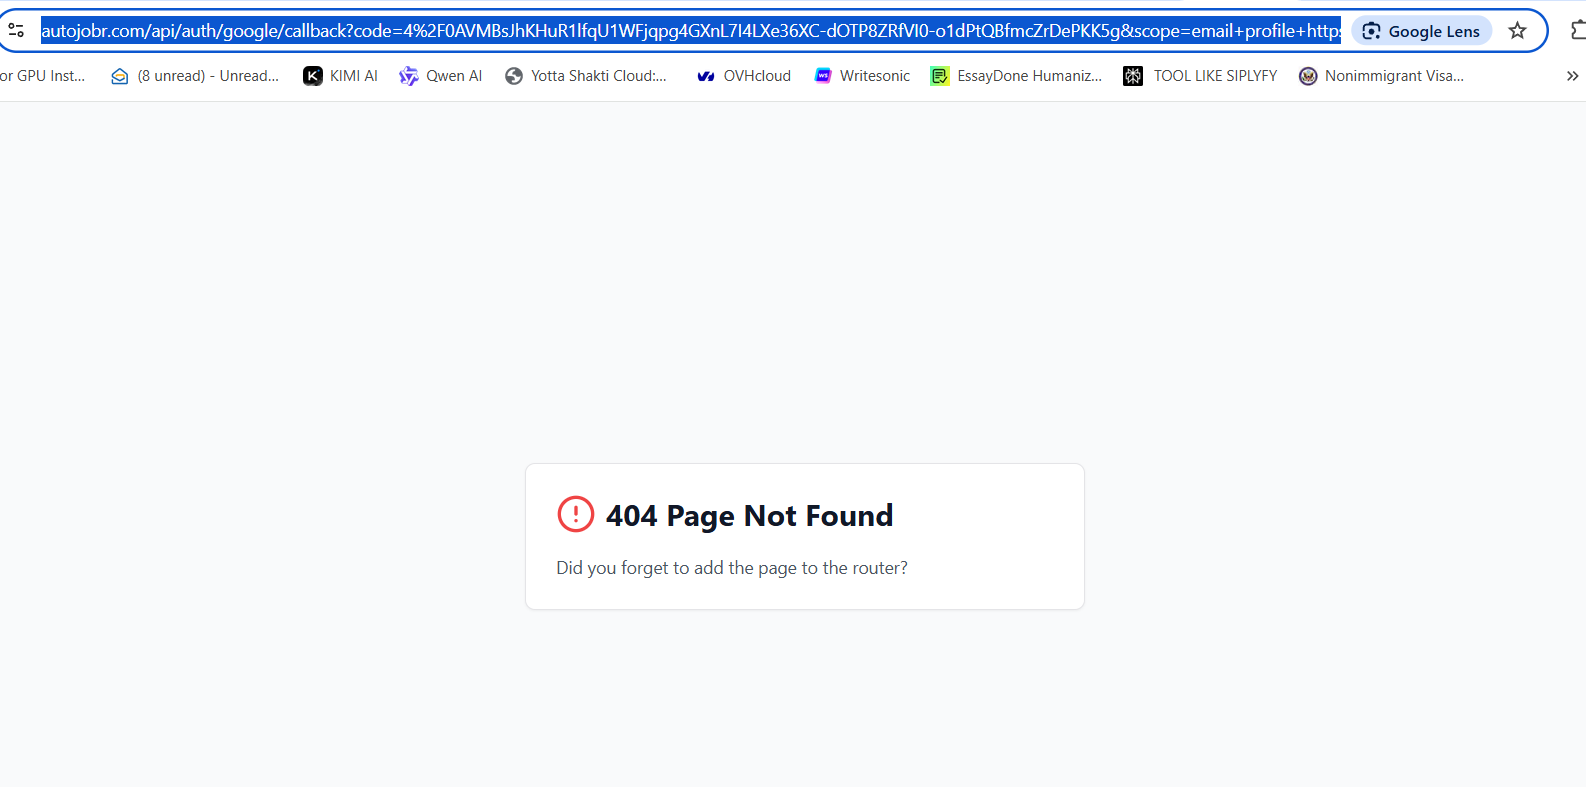 autojobr.com/api/auth/google/callback?code=4%2F0AVMBsJhKHuR1lfqU1WFjqpg4GXnL7I4LXe36XC-dOTP8ZRfVI0-o1dPtQBfmcZrDePKK5g&scope=email+profile+https Google Lens
or GPU Inst... (8 unread) - Unread... KIMI AI Qwen AI Yotta Shakti Cloud:... OVHcloud Writesonic EssayDone Humaniz... TOOL LIKE SIPLYFY Nonimmigrant Visa... »
404 Page Not Found
Did you forget to add the page to the router?